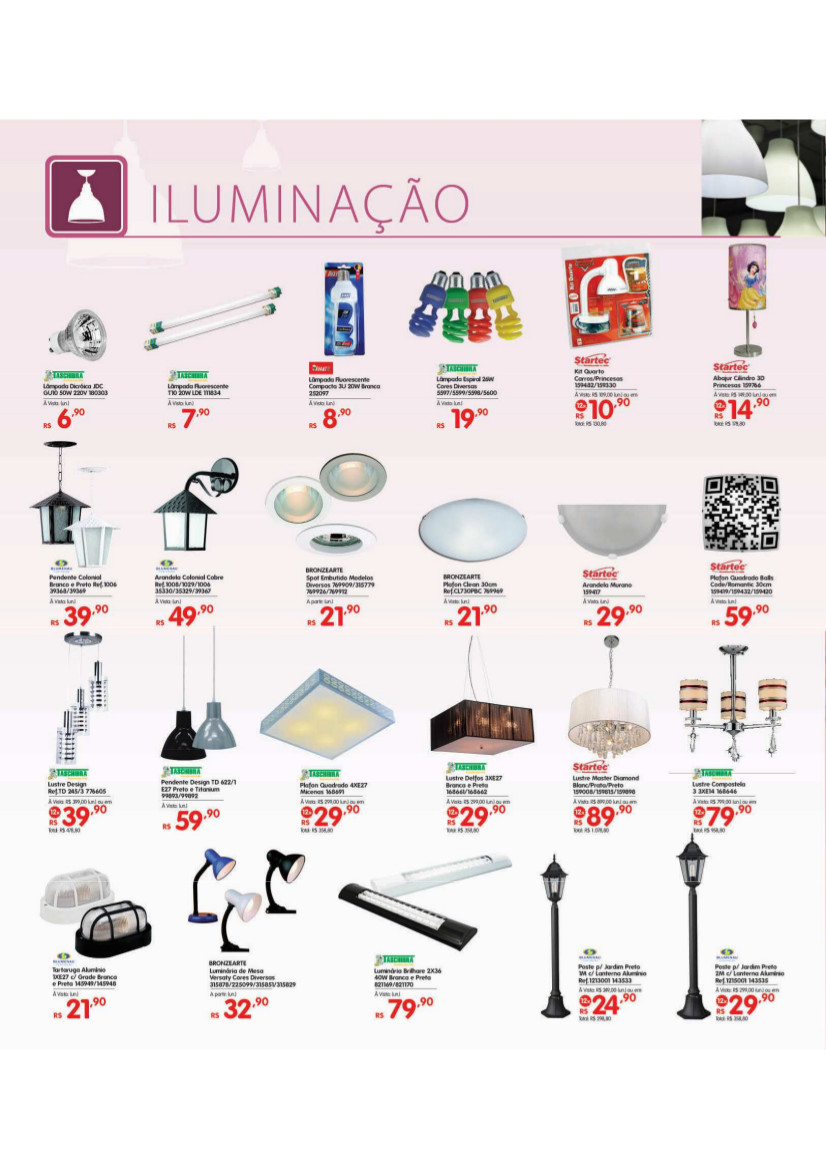 ILUMINAÇÃO
TASCHIBRA
Lâmpada Dicróica JDC
GU10 50W 220V 180303
À Vista: (un.)
R$ 6,90
TASCHIBRA
Lâmpada Fluorescente
T10 20W LDE 111834
À Vista: (un.)
R$ 7,90
Lâmpada Fluorescente
Compacta 3U 20W Branca
252097
À Vista: (un.)
R$ 8,90
TASCHIBRA
Lâmpada Espiral 26W
Cores Diversas
5597/5599/5598/5600
À Vista: (un.)
R$ 19,90
Startec
Kit Quarto
Carros/Princesas
159482/159330
À Vista: R$ 109,00 (un.) ou em
12x R$ 10,90
Total: R$ 130,80
Startec
Abajur Cilindro 3D
Princesas 159766
À Vista: R$ 149,00 (un.) ou em
12x R$ 14,90
Total: R$ 178,80
BLUMENAU
Pendente Colonial
Branco e Preto Ref.1006
39368/39369
À Vista: (un.)
R$ 39,90
BLUMENAU
Arandela Colonial Cobre
Ref.1008/1029/1006
35330/35329/39367
À Vista: (un.)
R$ 49,90
BRONZEARTE
Spot Embutido Modelos
Diversos 769909/315779
769926/769912
A partir (un.)
R$ 21,90
BRONZEARTE
Plafon Clean 30cm
Ref.CL730PBC 769969
À Vista: (un.)
R$ 21,90
Startec
Arandela Murano
159417
À Vista: (un.)
R$ 29,90
Startec
Plafon Quadrado Balls
Code/Romantic 30cm
159419/159432/159420
À Vista: (un.)
R$ 59,90
TASCHIBRA
Lustre Design
Ref.TD 245/3 776605
À Vista: R$ 399,00 (un.) ou em
12x R$ 39,90
Total: R$ 478,80
TASCHIBRA
Pendente Design TD 622/1
E27 Preto e Titanium
99893/99892
À Vista: (un.)
R$ 59,90
TASCHIBRA
Plafon Quadrado 4XE27
Micenas 168691
À Vista: R$ 299,00 (un.) ou em
12x R$ 29,90
Total: R$ 358,80
TASCHIBRA
Lustre Delfos 3XE27
Branca e Preta
168661/168662
À Vista: R$ 299,00 (un.) ou em
12x R$ 29,90
Total: R$ 358,80
Startec
Lustre Master Diamond
Blanc/Prata/Preta
159008/159815/159898
À Vista: R$ 899,00 (un.) ou em
12x R$ 89,90
Total: R$ 1.078,80
TASCHIBRA
Lustre Compostela
3 3XE14 168646
À Vista: R$ 799,00 (un.) ou em
12x R$ 79,90
Total: R$ 958,80
BLUMENAU
Tartaruga Alumínio
1XE27 c/ Grade Branca
e Preta 145949/145948
À Vista: (un.)
R$ 21,90
BRONZEARTE
Luminária de Mesa
Versaty Cores Diversas
315878/225099/315851/315829
A partir (un.)
R$ 32,90
TASCHIBRA
Luminária Brilhare 2X36
40W Branca e Preta
821169/821170
À Vista: (un.)
R$ 79,90
BLUMENAU
Poste p/ Jardim Preto
1M c/ Lanterna Alumínio
Ref.1213001 143533
À Vista: R$ 249,00 (un.) ou em
12x R$ 24,90
Total: R$ 298,80
BLUMENAU
Poste p/ Jardim Preto
2M c/ Lanterna Alumínio
Ref.1215001 143535
À Vista: R$ 299,00 (un.) ou em
12x R$ 29,90
Total: R$ 358,80